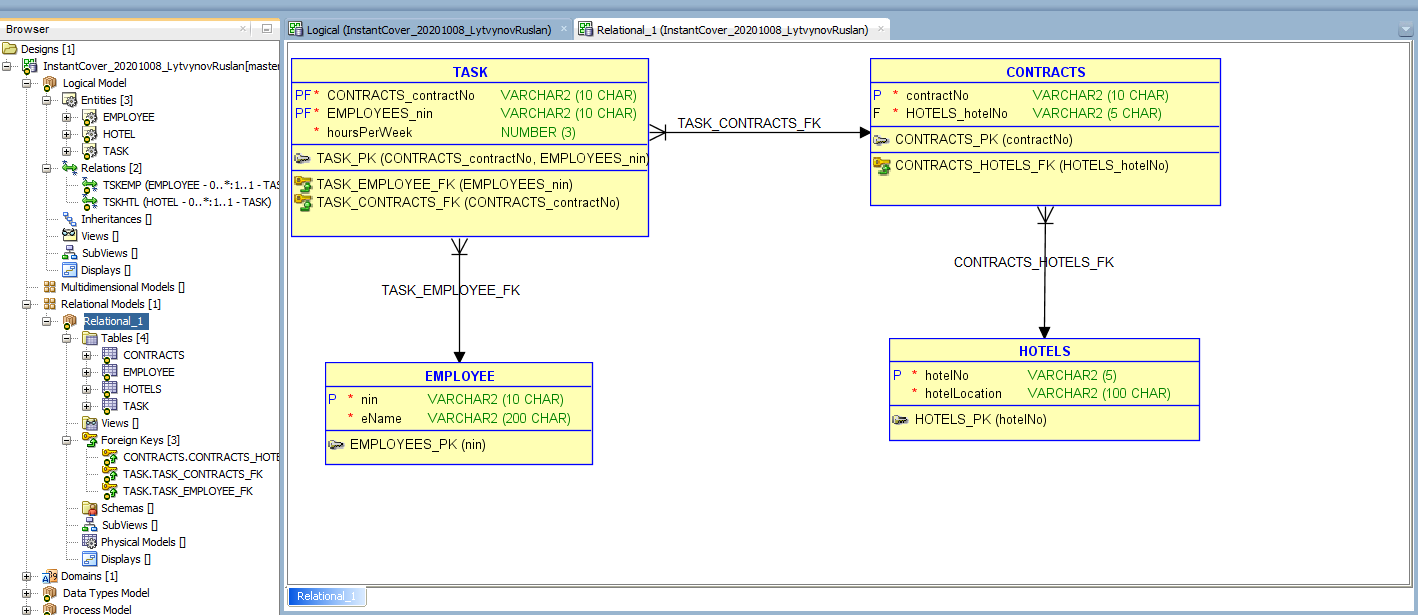 Browser
Designs [1]
InstantCover_20201008_LytvynovRuslan[master
Logical Model
Entities [3]
EMPLOYEE
HOTEL
TASK
Relations [2]
TSKEMP (EMPLOYEE - 0..*:1..1 - TAS
TSKHTL (HOTEL - 0..*:1..1 - TASK)
Inheritances []
Views []
SubViews []
Displays []
Multidimensional Models []
Relational Models [1]
Relational_1
Tables [4]
CONTRACTS
EMPLOYEE
HOTELS
TASK
Views []
Foreign Keys [3]
CONTRACTS.CONTRACTS_HOTE
TASK.TASK_CONTRACTS_FK
TASK.TASK_EMPLOYEE_FK
Schemas []
SubViews []
Physical Models []
Displays []
Domains [1]
Data Types Model
Process Model
Logical (InstantCover_20201008_LytvynovRuslan)
Relational_1 (InstantCover_20201008_LytvynovRuslan)
TASK
PF * CONTRACTS_contractNo VARCHAR2 (10 CHAR)
PF * EMPLOYEES_nin VARCHAR2 (10 CHAR)
* hoursPerWeek NUMBER (3)
TASK_PK (CONTRACTS_contractNo, EMPLOYEES_nin)
TASK_EMPLOYEE_FK (EMPLOYEES_nin)
TASK_CONTRACTS_FK (CONTRACTS_contractNo)
TASK_CONTRACTS_FK
CONTRACTS
P * contractNo VARCHAR2 (10 CHAR)
F * HOTELS_hotelNo VARCHAR2 (5 CHAR)
CONTRACTS_PK (contractNo)
CONTRACTS_HOTELS_FK (HOTELS_hotelNo)
TASK_EMPLOYEE_FK
CONTRACTS_HOTELS_FK
EMPLOYEE
P * nin VARCHAR2 (10 CHAR)
* eName VARCHAR2 (200 CHAR)
EMPLOYEES_PK (nin)
HOTELS
P * hotelNo VARCHAR2 (5)
* hotelLocation VARCHAR2 (100 CHAR)
HOTELS_PK (hotelNo)
Relational_1